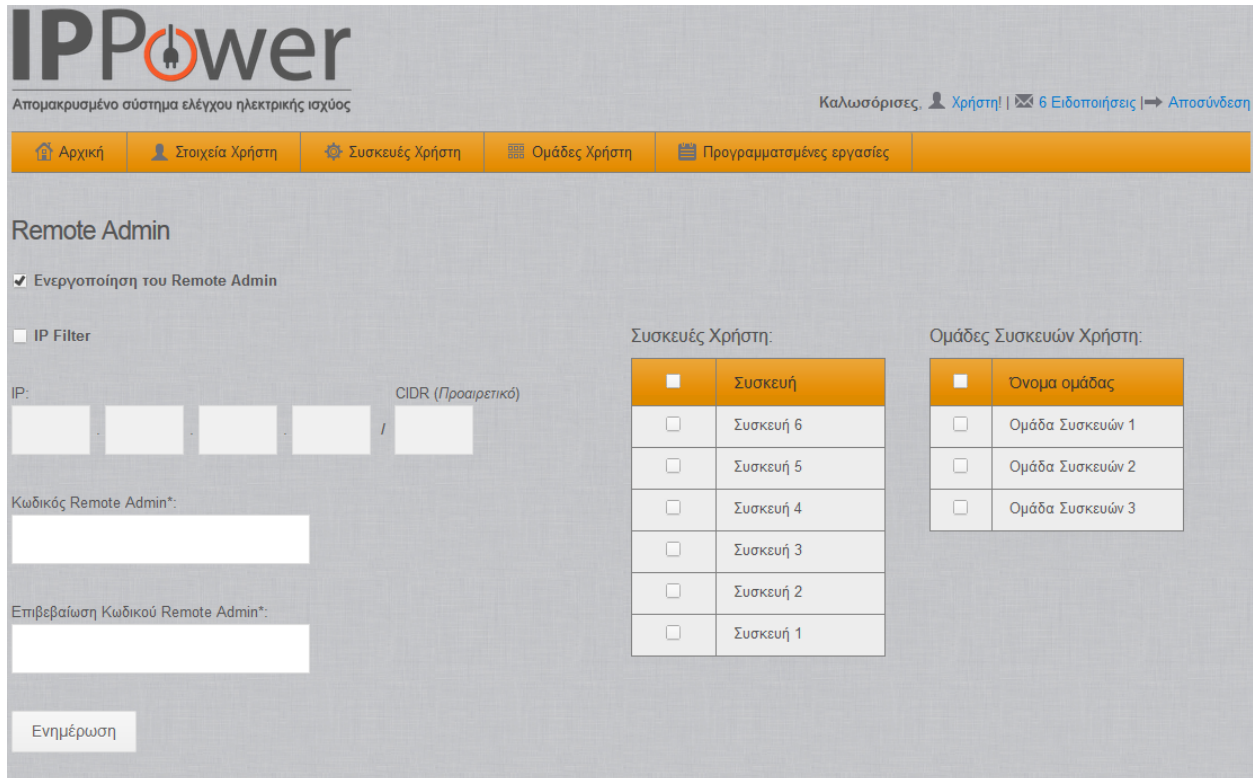 IPPower
Απομακρυσμένο σύστημα ελέγχου ηλεκτρικής ισχύος
Καλωσόρισες, Χρήστη! | 6 Ειδοποιήσεις | Αποσύνδεση
Αρχική Στοιχεία Χρήστη Συσκευές Χρήστη Ομάδες Χρήστη Προγραμματσμένες εργασίες
Remote Admin
Ενεργοποίηση του Remote Admin
IP Filter
IP:
CIDR (Προαιρετικό)
. . . /
Κωδικός Remote Admin*:
Επιβεβαίωση Κωδικού Remote Admin*:
Ενημέρωση
Συσκευές Χρήστη:
Συσκευή
Συσκευή 6
Συσκευή 5
Συσκευή 4
Συσκευή 3
Συσκευή 2
Συσκευή 1
Ομάδες Συσκευών Χρήστη:
Όνομα ομάδας
Ομάδα Συσκευών 1
Ομάδα Συσκευών 2
Ομάδα Συσκευών 3